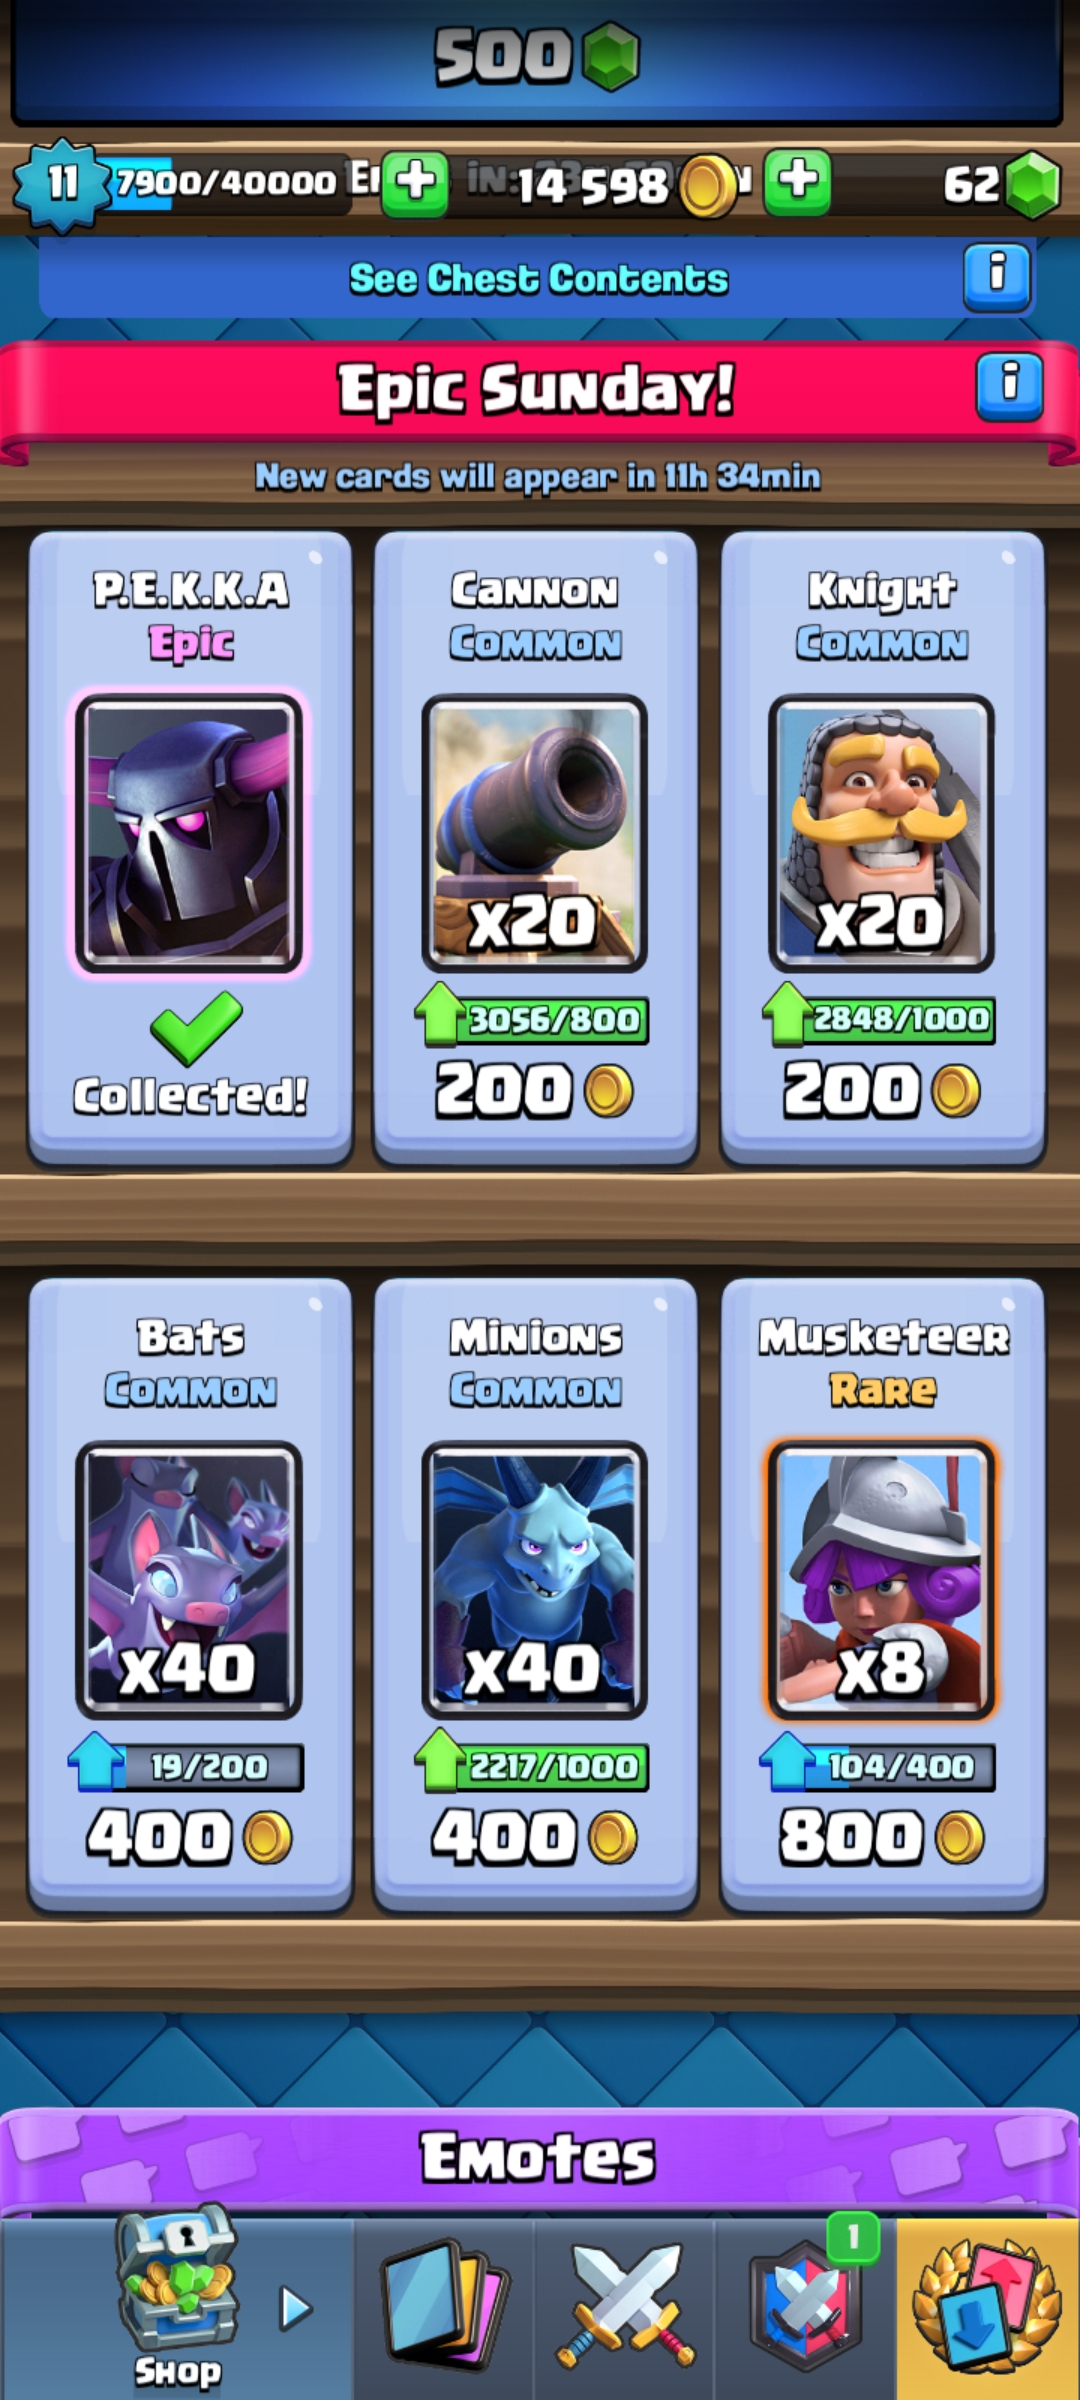 500
11 7900/40000 14 598 62
See Chest Contents
Epic Sunday!
New cards will appear in 11h 34min
P.E.K.K.A
Epic
Collected!
Cannon
Common
x20
3056/800
200
Knight
Common
x20
2848/1000
200
Bats
Common
x40
19/200
400
Minions
Common
x40
2217/1000
400
Musketeer
Rare
x8
104/400
800
Emotes
1
Shop